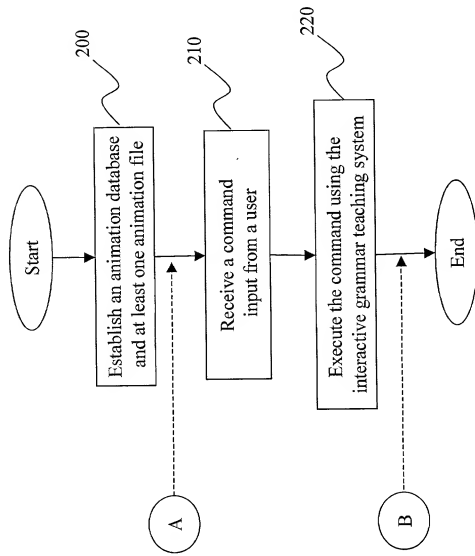 Start
200
Establish an animation database
and at least one animation file
A
210
Receive a command
input from a user
220
Execute the command using the
interactive grammar teaching system
B
End